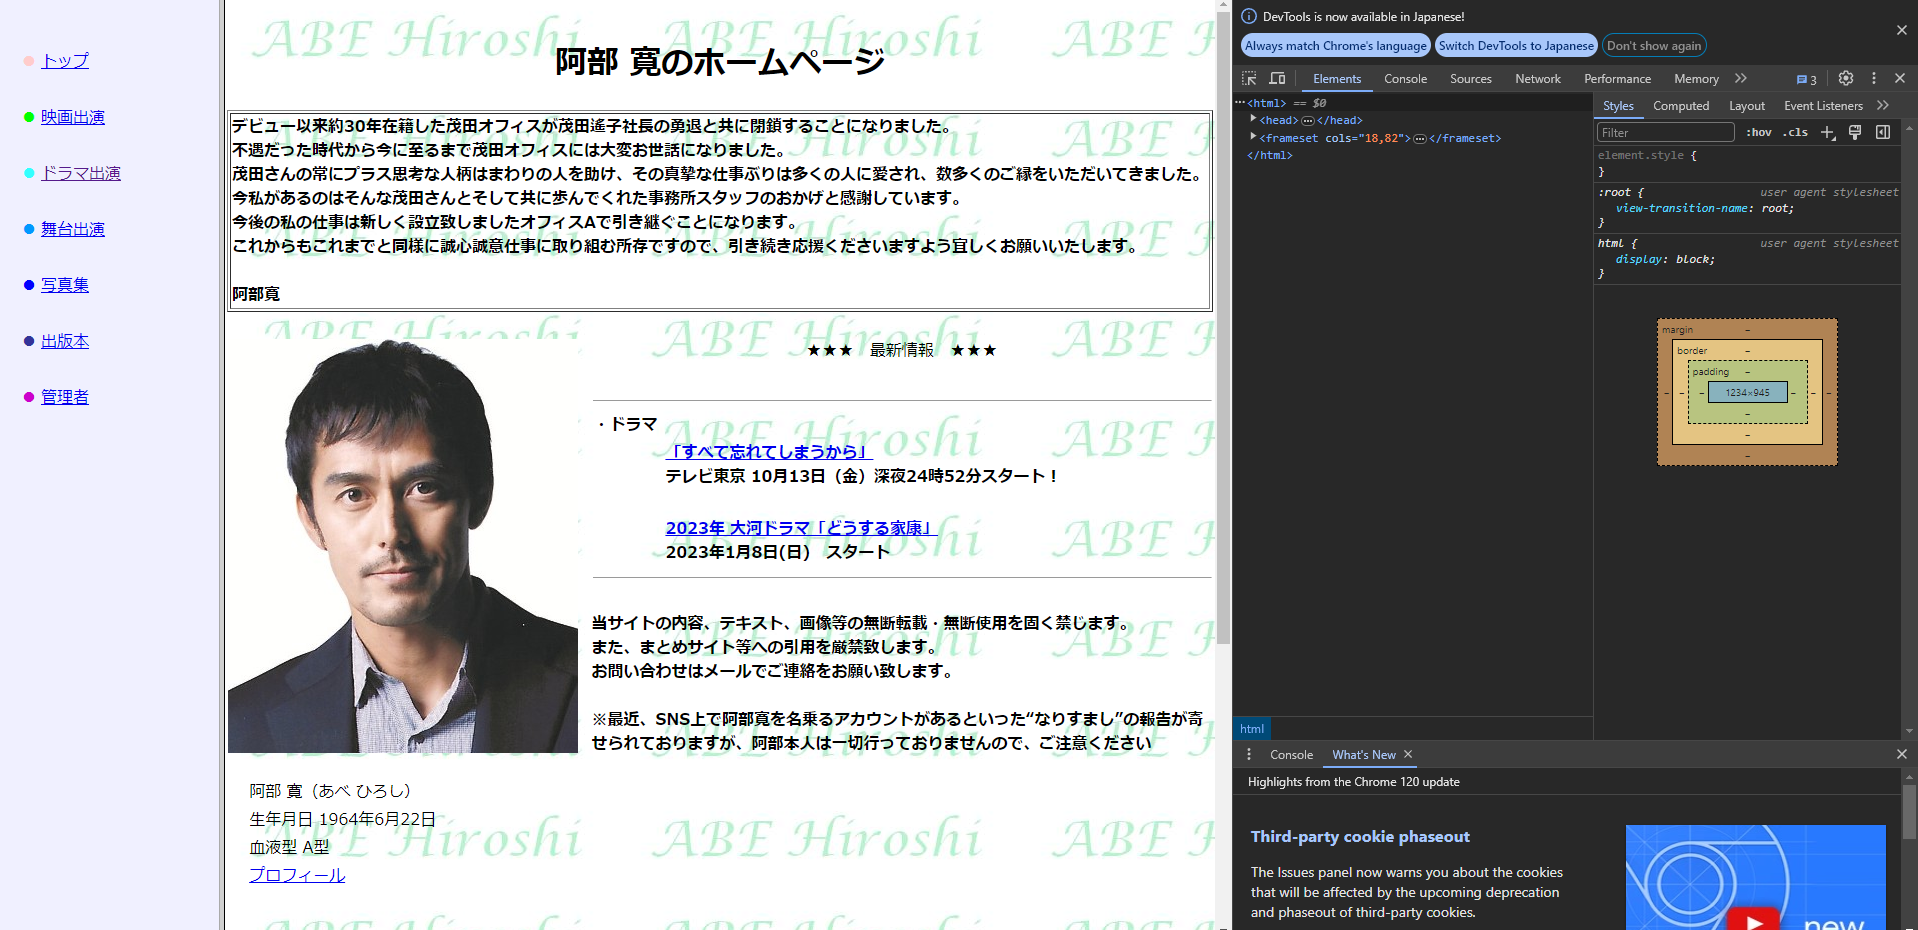 トップ
映画出演
ドラマ出演
舞台出演
写真集
出版本
管理者
ABE Hiroshi
阿部 寛のホームページ
デビュー以来約30年在籍した茂田オフィスが茂田遙子社長の勇退と共に閉鎖することになりました。
不遇だった時代から今に至るまで茂田オフィスには大変お世話になりました。
茂田さんの常にプラス思考な人柄はまわりの人を助け、その真摯な仕事ぶりは多くの人に愛され、数多くのご縁をいただいてきました。
今私があるのはそんな茂田さんとそして共に歩んでくれた事務所スタッフのおかげと感謝しています。
今後の私の仕事は新しく設立致しましたオフィスAで引き継ぐことになります。
これからもこれまでと同様に誠心誠意仕事に取り組む所存ですので、引き続き応援くださいますよう宜しくお願いいたします。
阿部寛
★★★　最新情報　★★★
・ドラマ
「すべて忘れてしまうから」
テレビ東京 10月13日（金）深夜24時52分スタート！
2023年 大河ドラマ「どうする家康」
2023年1月8日(日)　スタート
当サイトの内容、テキスト、画像等の無断転載・無断使用を固く禁じます。
また、まとめサイト等への引用を厳禁致します。
お問い合わせはメールでご連絡をお願い致します。
※最近、SNS上で阿部寛を名乗るアカウントがあるといった“なりすまし”の報告が寄
せられておりますが、阿部本人は一切行っておりませんので、ご注意ください
阿部 寛（あべ ひろし）
生年月日 1964年6月22日
血液型 A型
プロフィール
DevTools is now available in Japanese!
Always match Chrome's language
Switch DevTools to Japanese
Don't show again
Elements
Console
Sources
Network
Performance
Memory
3
<html> == $0
<head>…</head>
<frameset cols="18,82">…</frameset>
</html>
Styles
Computed
Layout
Event Listeners
Filter
:hov
.cls
element.style {
}
:root {
user agent stylesheet
view-transition-name: root;
}
html {
user agent stylesheet
display: block;
}
margin
border
padding
1234×945
html
Console
What's New
Highlights from the Chrome 120 update
Third-party cookie phaseout
The Issues panel now warns you about the cookies
that will be affected by the upcoming deprecation
and phaseout of third-party cookies.
new